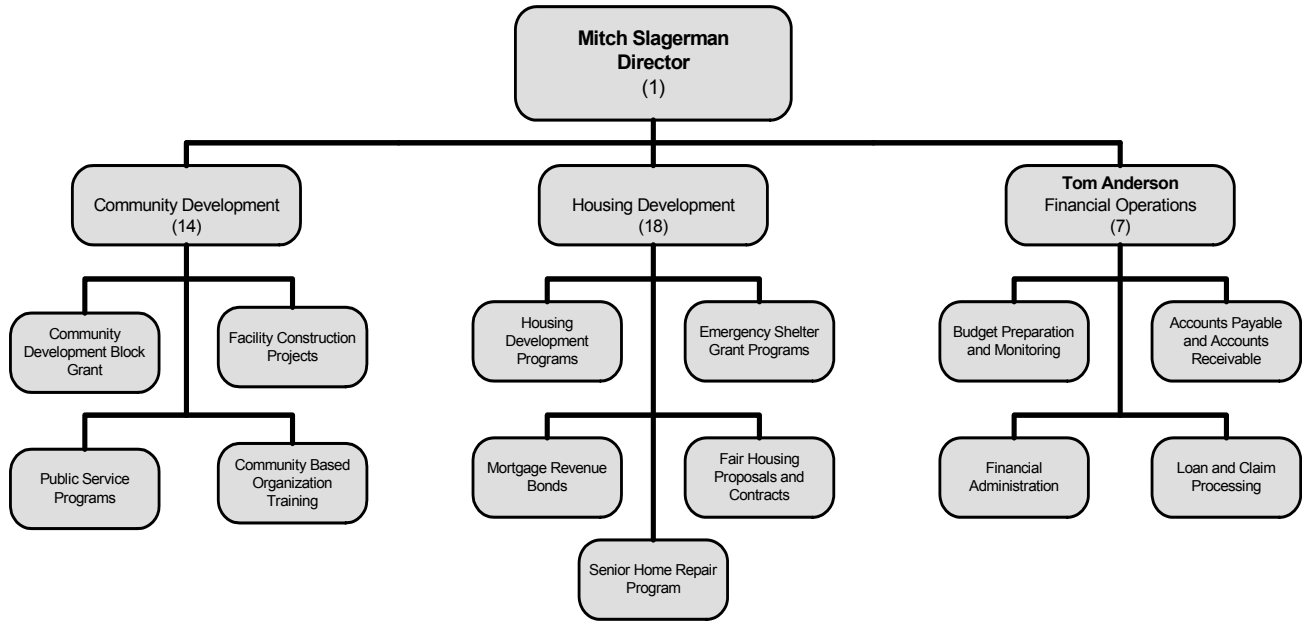 Mitch Slagerman
Director
(1)
Community Development
(14)
Housing Development
(18)
Tom Anderson
Financial Operations
(7)
Community
Development Block
Grant
Facility Construction
Projects
Housing
Development
Programs
Emergency Shelter
Grant Programs
Budget Preparation
and Monitoring
Accounts Payable
and Accounts
Receivable
Public Service
Programs
Community Based
Organization
Training
Mortgage Revenue
Bonds
Fair Housing
Proposals and
Contracts
Financial
Administration
Loan and Claim
Processing
Senior Home Repair
Program